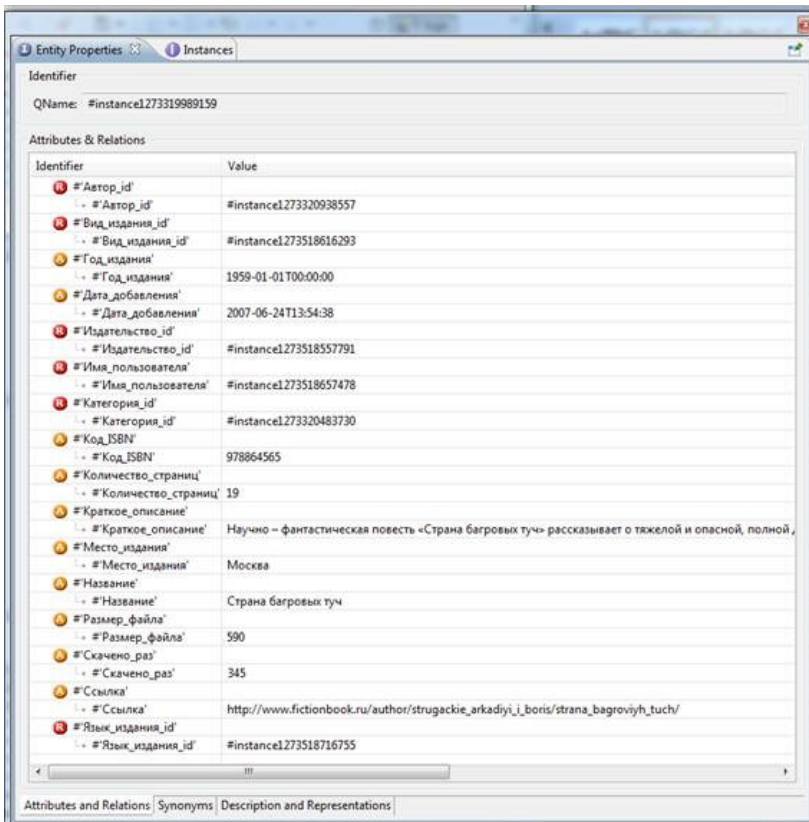 Entity Properties Instances
Identifier
QName: #instance1273319989159
Attributes & Relations
Identifier Value
R #'Автор_id'
#'Автор_id' #instance1273320938557
R #'Вид_издания_id'
#'Вид_издания_id' #instance1273518616293
A #'Год_издания'
#'Год_издания' 1959-01-01T00:00:00
A #'Дата_добавления'
#'Дата_добавления' 2007-06-24T13:54:38
R #'Издательство_id'
#'Издательство_id' #instance1273518557791
R #'Имя_пользователя'
#'Имя_пользователя' #instance1273518657478
R #'Категория_id'
#'Категория_id' #instance1273320483730
A #'Код_ISBN'
#'Код_ISBN' 978864565
A #'Количество_страниц'
#'Количество_страниц' 19
A #'Краткое_описание'
#'Краткое_описание' Научно – фантастическая повесть «Страна багровых туч» рассказывает о тяжелой и опасной, полной
A #'Место_издания'
#'Место_издания' Москва
A #'Название'
#'Название' Страна багровых туч
A #'Размер_файла'
#'Размер_файла' 590
A #'Скачено_раз'
#'Скачено_раз' 345
A #'Ссылка'
#'Ссылка' http://www.fictionbook.ru/author/strugackie_arkadiyi_i_boris/strana_bagroviyh_tuch/
R #'Язык_издания_id'
#'Язык_издания_id' #instance1273518716755
Attributes and Relations Synonyms Description and Representations